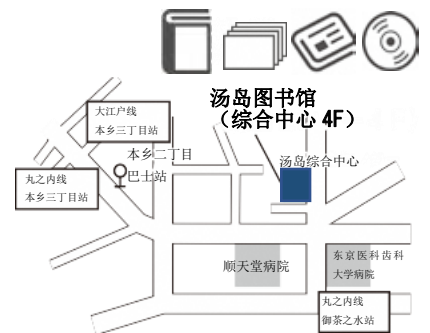 汤岛图书馆
（综合中心 4F）
大江户线
本乡三丁目站
本乡二丁目
巴士站
汤岛综合中心
丸之内线
本乡三丁目站
顺天堂病院
东京医科齿科
大学病院
丸之内线
御茶之水站